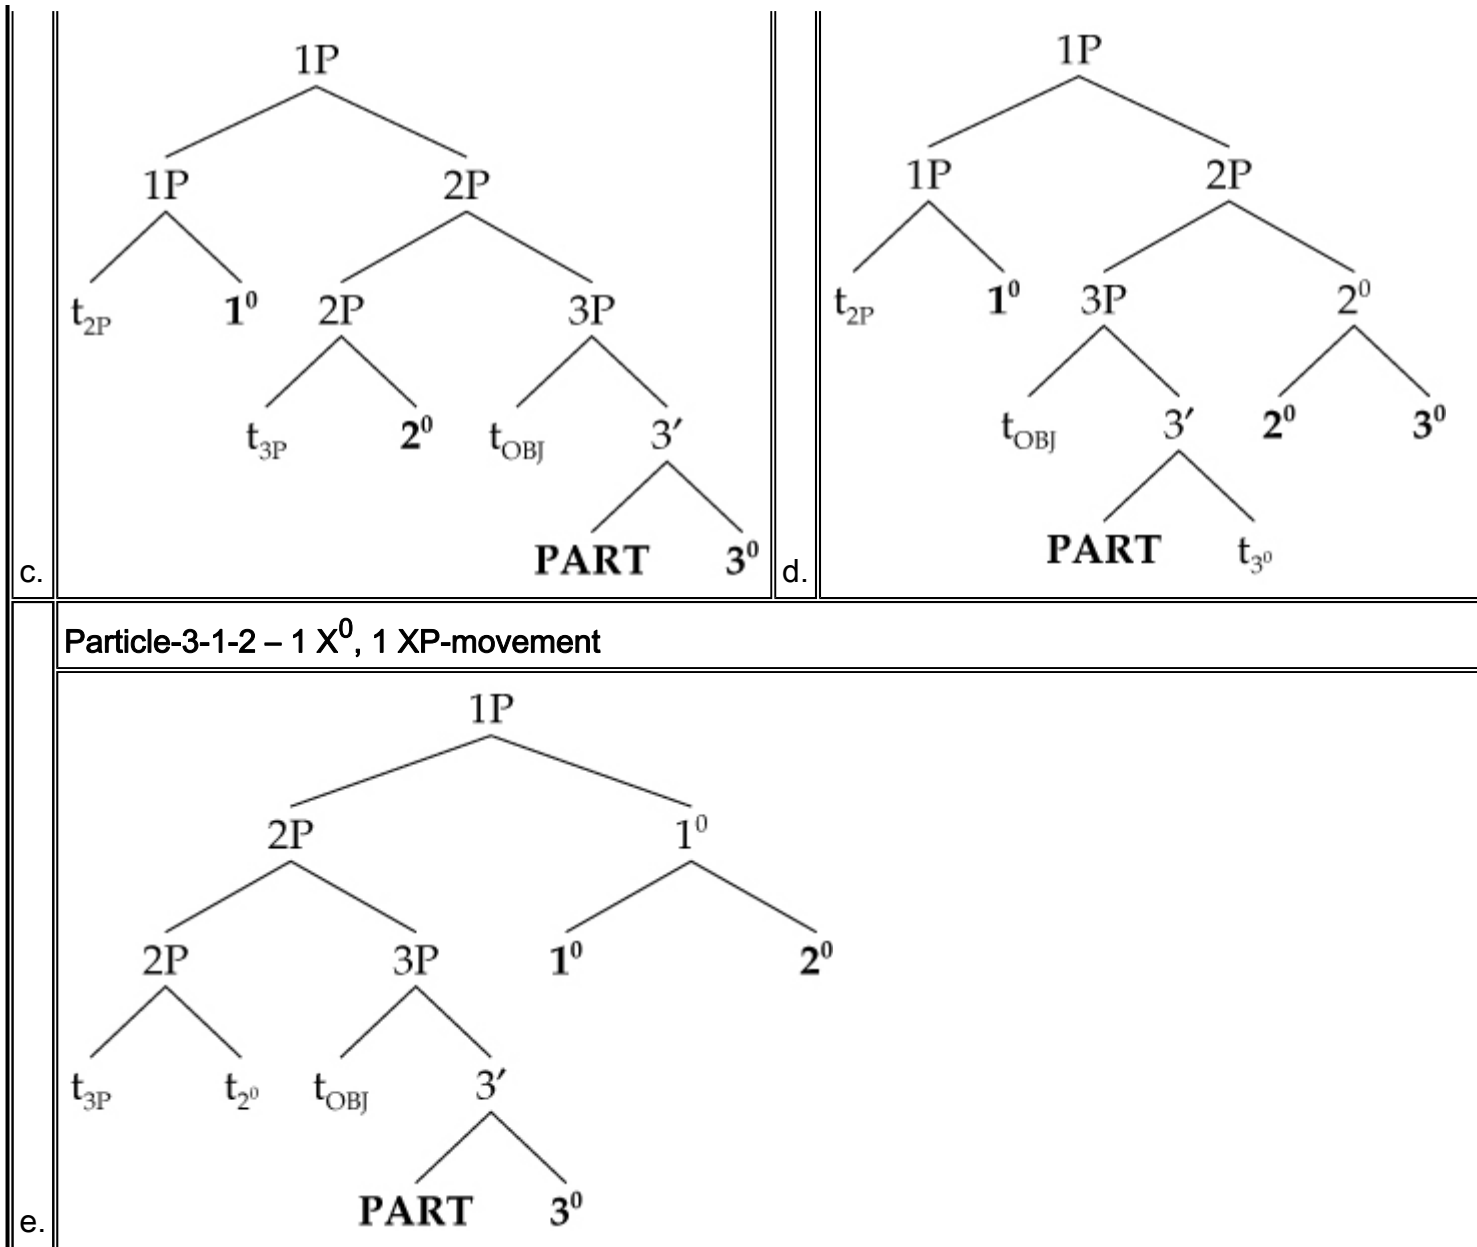 1P
1P 2P
t2P 1⁰ 2P 3P
t3P 2⁰ tOBJ 3′
PART 3⁰
c.
1P
1P 2P
t2P 1⁰ 3P 2⁰
tOBJ 3′ 2⁰ 3⁰
PART t3⁰
d.
Particle-3-1-2 – 1 X⁰, 1 XP-movement
1P
2P 1⁰
2P 3P 1⁰ 2⁰
t3P t2⁰ tOBJ 3′
PART 3⁰
e.